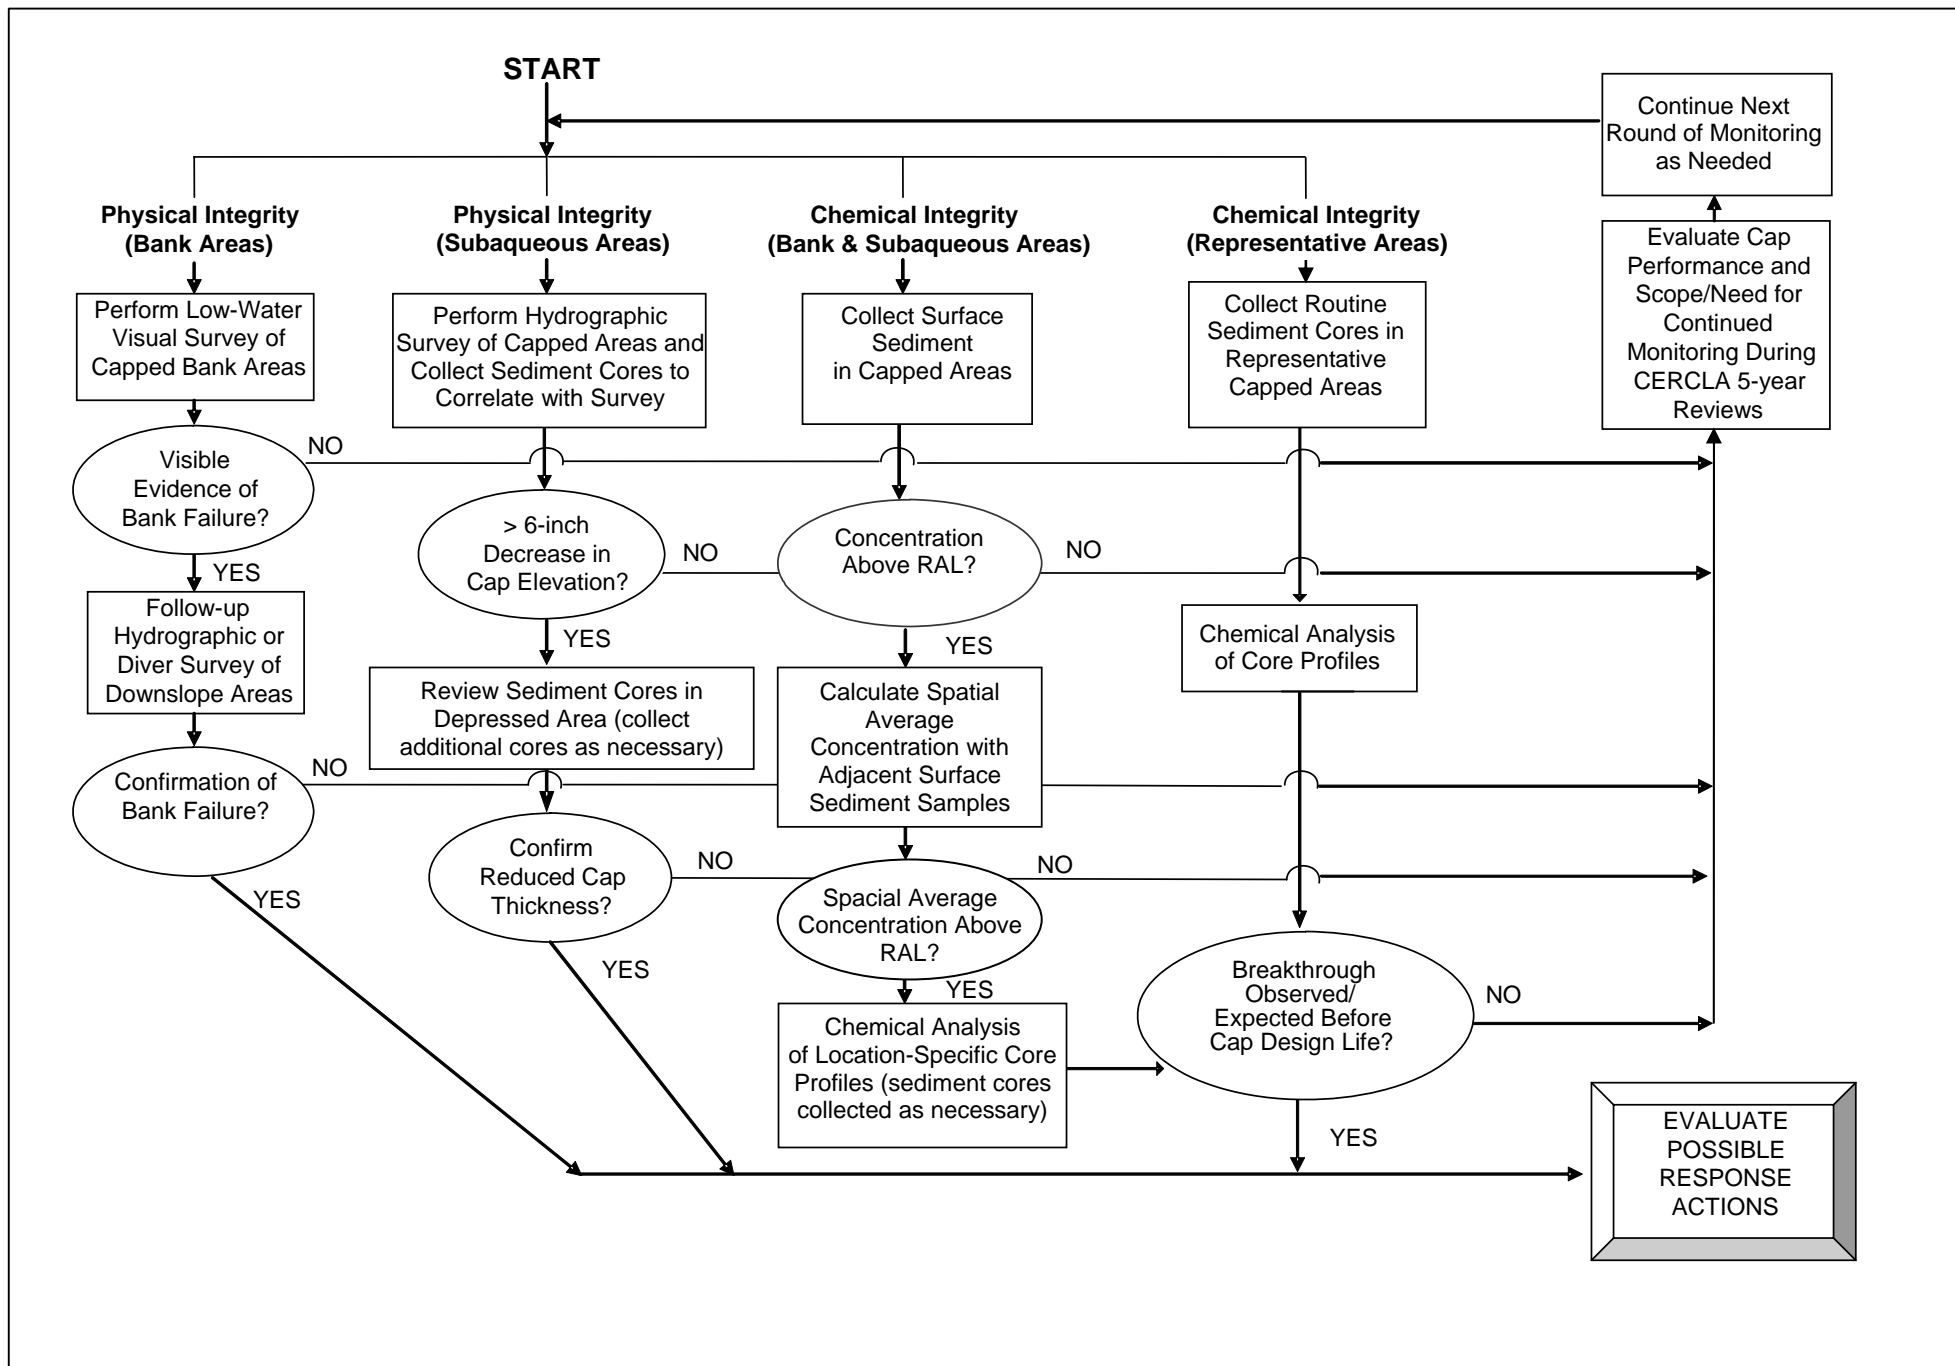 START
Continue Next
Round of Monitoring
as Needed
Physical Integrity
(Bank Areas)
Physical Integrity
(Subaqueous Areas)
Chemical Integrity
(Bank & Subaqueous Areas)
Chemical Integrity
(Representative Areas)
Evaluate Cap
Performance and
Scope/Need for
Continued
Monitoring During
CERCLA 5-year
Reviews
Perform Low-Water
Visual Survey of
Capped Bank Areas
Perform Hydrographic
Survey of Capped Areas and
Collect Sediment Cores to
Correlate with Survey
Collect Surface
Sediment
in Capped Areas
Collect Routine
Sediment Cores in
Representative
Capped Areas
Visible
Evidence of
Bank Failure?
NO
YES
> 6-inch
Decrease in
Cap Elevation?
NO
YES
Concentration
Above RAL?
NO
YES
Follow-up
Hydrographic or
Diver Survey of
Downslope Areas
Review Sediment Cores in
Depressed Area (collect
additional cores as necessary)
Calculate Spatial
Average
Concentration with
Adjacent Surface
Sediment Samples
Chemical Analysis
of Core Profiles
Confirmation of
Bank Failure?
NO
YES
Confirm
Reduced Cap
Thickness?
NO
YES
Spacial Average
Concentration Above
RAL?
NO
YES
Chemical Analysis
of Location-Specific Core
Profiles (sediment cores
collected as necessary)
Breakthrough
Observed/
Expected Before
Cap Design Life?
NO
YES
EVALUATE
POSSIBLE
RESPONSE
ACTIONS